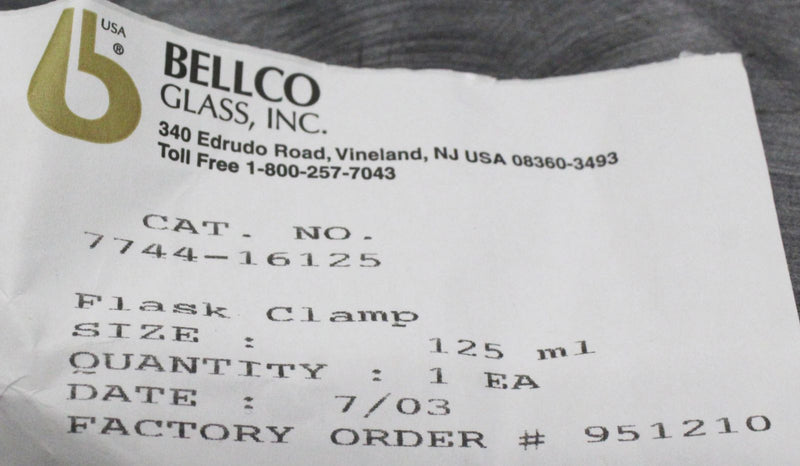 USA
®
BELLCO
GLASS, INC.
340 Edrudo Road, Vineland, NJ USA 08360-3493
Toll Free 1-800-257-7043
CAT. NO.
7744-16125
Flask Clamp
SIZE : 125 ml
QUANTITY : 1 EA
DATE : 7/03
FACTORY ORDER # 951210